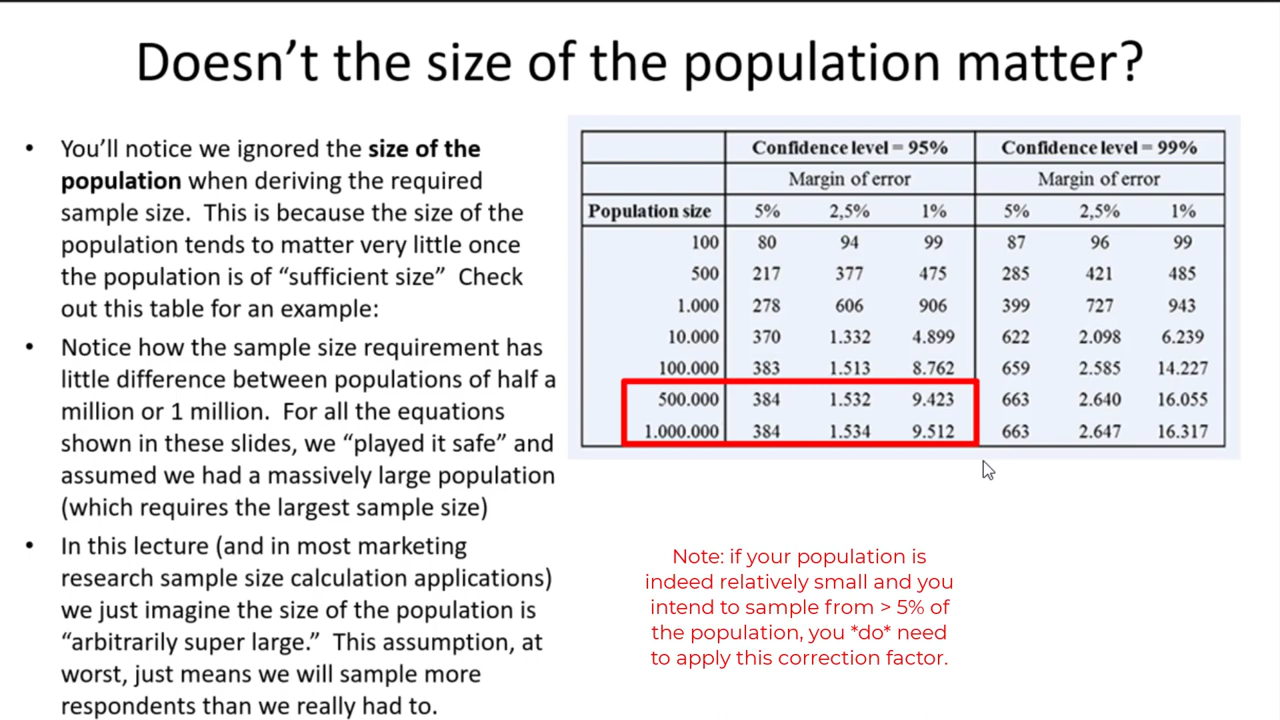 Doesn’t the size of the population matter?
• You’ll notice we ignored the size of the
population when deriving the required
sample size.  This is because the size of the
population tends to matter very little once
the population is of “sufficient size”  Check
out this table for an example:
• Notice how the sample size requirement has
little difference between populations of half a
million or 1 million.  For all the equations
shown in these slides, we “played it safe” and
assumed we had a massively large population
(which requires the largest sample size)
• In this lecture (and in most marketing
research sample size calculation applications)
we just imagine the size of the population is
“arbitrarily super large.”  This assumption, at
worst, just means we will sample more
respondents than we really had to.
Confidence level = 95% Confidence level = 99%
Margin of error Margin of error
Population size 5% 2,5% 1% 5% 2,5% 1%
100 80 94 99 87 96 99
500 217 377 475 285 421 485
1.000 278 606 906 399 727 943
10.000 370 1.332 4.899 622 2.098 6.239
100.000 383 1.513 8.762 659 2.585 14.227
500.000 384 1.532 9.423 663 2.640 16.055
1.000.000 384 1.534 9.512 663 2.647 16.317
Note: if your population is
indeed relatively small and you
intend to sample from > 5% of
the population, you *do* need
to apply this correction factor.